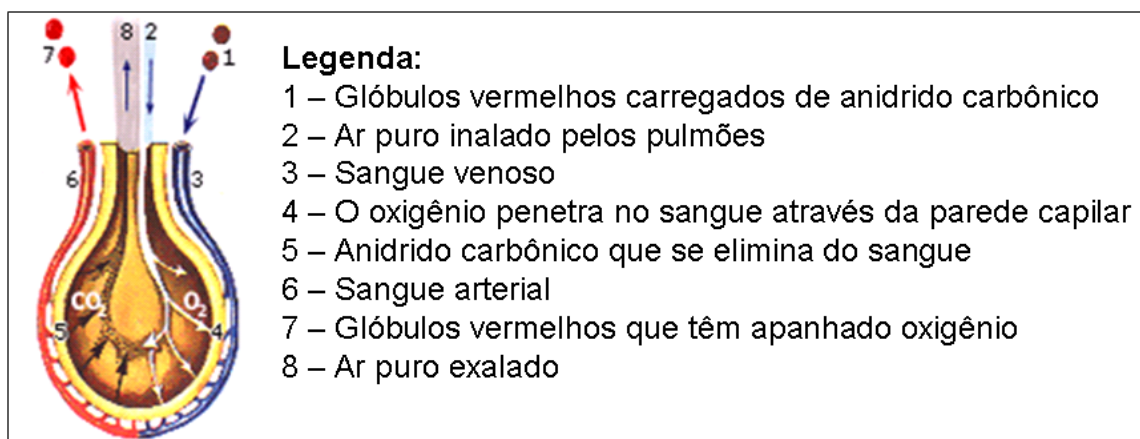 8 2
7 1
6 3
CO2 O2
5 4
Legenda:
1 – Glóbulos vermelhos carregados de anidrido carbônico
2 – Ar puro inalado pelos pulmões
3 – Sangue venoso
4 – O oxigênio penetra no sangue através da parede capilar
5 – Anidrido carbônico que se elimina do sangue
6 – Sangue arterial
7 – Glóbulos vermelhos que têm apanhado oxigênio
8 – Ar puro exalado